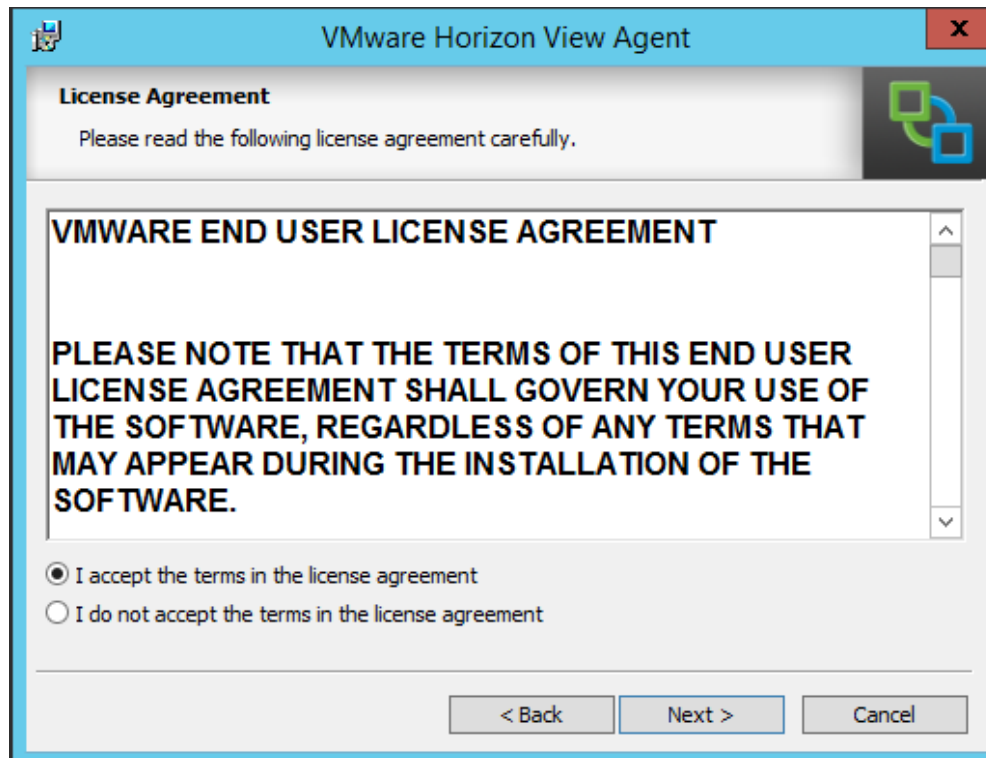 VMware Horizon View Agent
x
License Agreement
Please read the following license agreement carefully.
VMWARE END USER LICENSE AGREEMENT
PLEASE NOTE THAT THE TERMS OF THIS END USER
LICENSE AGREEMENT SHALL GOVERN YOUR USE OF
THE SOFTWARE, REGARDLESS OF ANY TERMS THAT
MAY APPEAR DURING THE INSTALLATION OF THE
SOFTWARE.
I accept the terms in the license agreement
I do not accept the terms in the license agreement
< Back Next > Cancel